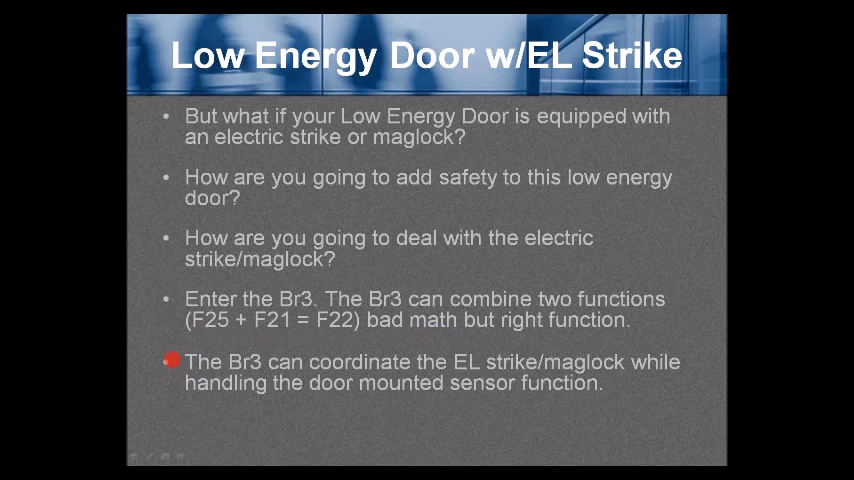 Low Energy Door w/EL Strike
• But what if your Low Energy Door is equipped with
an electric strike or maglock?
• How are you going to add safety to this low energy
door?
• How are you going to deal with the electric
strike/maglock?
• Enter the Br3. The Br3 can combine two functions
(F25 + F21 = F22) bad math but right function.
• The Br3 can coordinate the EL strike/maglock while
handling the door mounted sensor function.